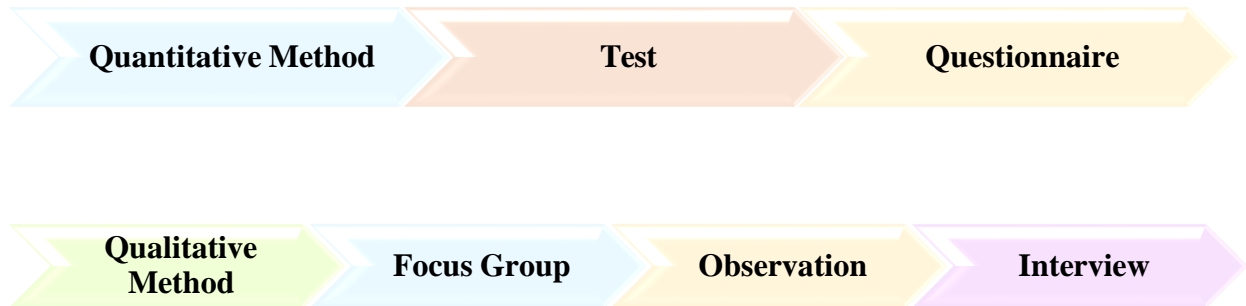 Quantitative Method Test Questionnaire
Qualitative
Method Focus Group Observation Interview